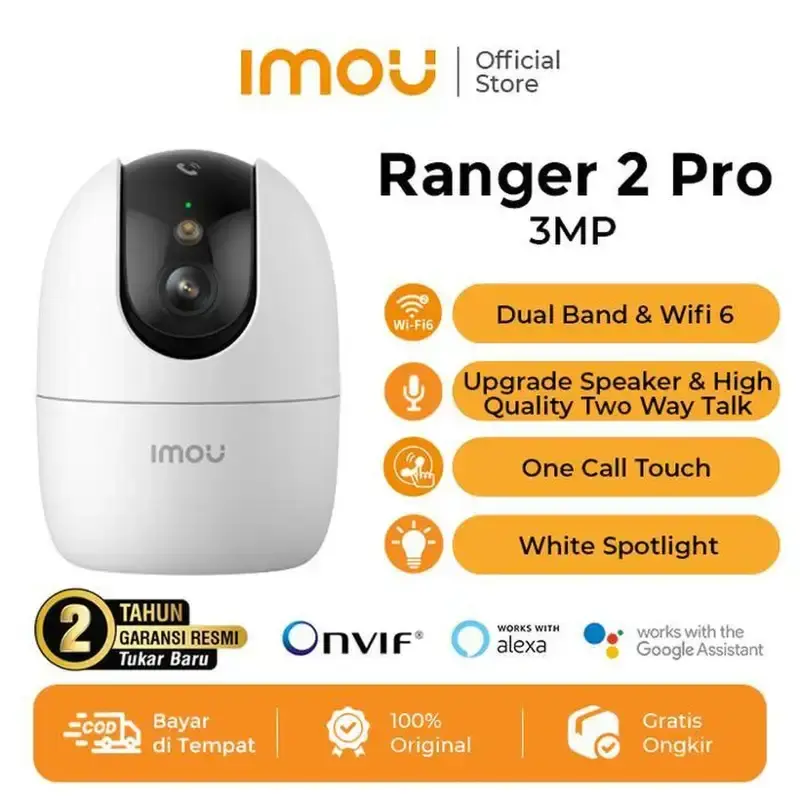 imou
Official
Store
Ranger 2 Pro
3MP
Wi-Fi6
Dual Band & Wifi 6
Upgrade Speaker & High
Quality Two Way Talk
One Call Touch
White Spotlight
imou
2
TAHUN
GARANSI RESMI
Tukar Baru
ONVIF®
WORKS WITH
alexa
works with the
Google Assistant
COD
Bayar
di Tempat
100%
Original
Gratis
Ongkir